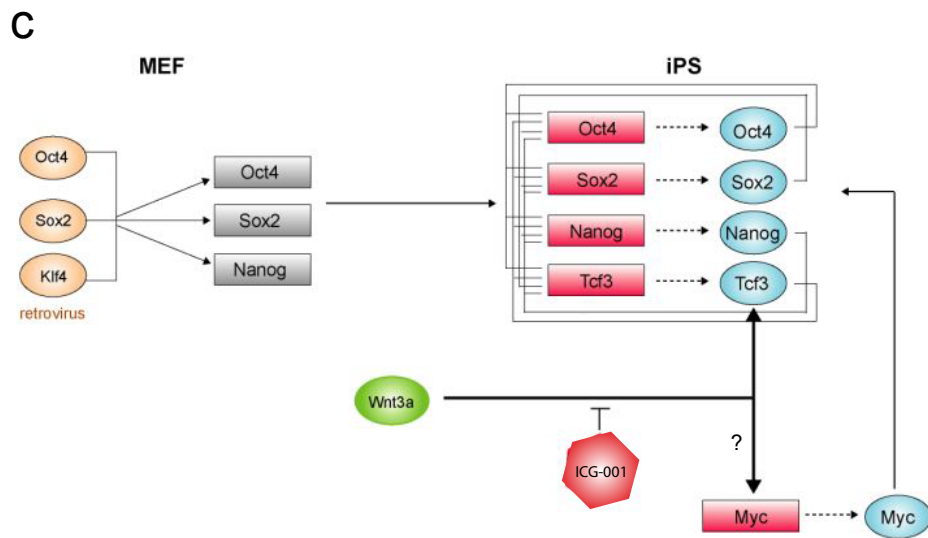 C
MEF
iPS
Oct4
Sox2
Klf4
retrovirus
Oct4
Sox2
Nanog
Oct4
Oct4
Sox2
Sox2
Nanog
Nanog
Tcf3
Tcf3
Wnt3a
ICG-001
?
Myc
Myc